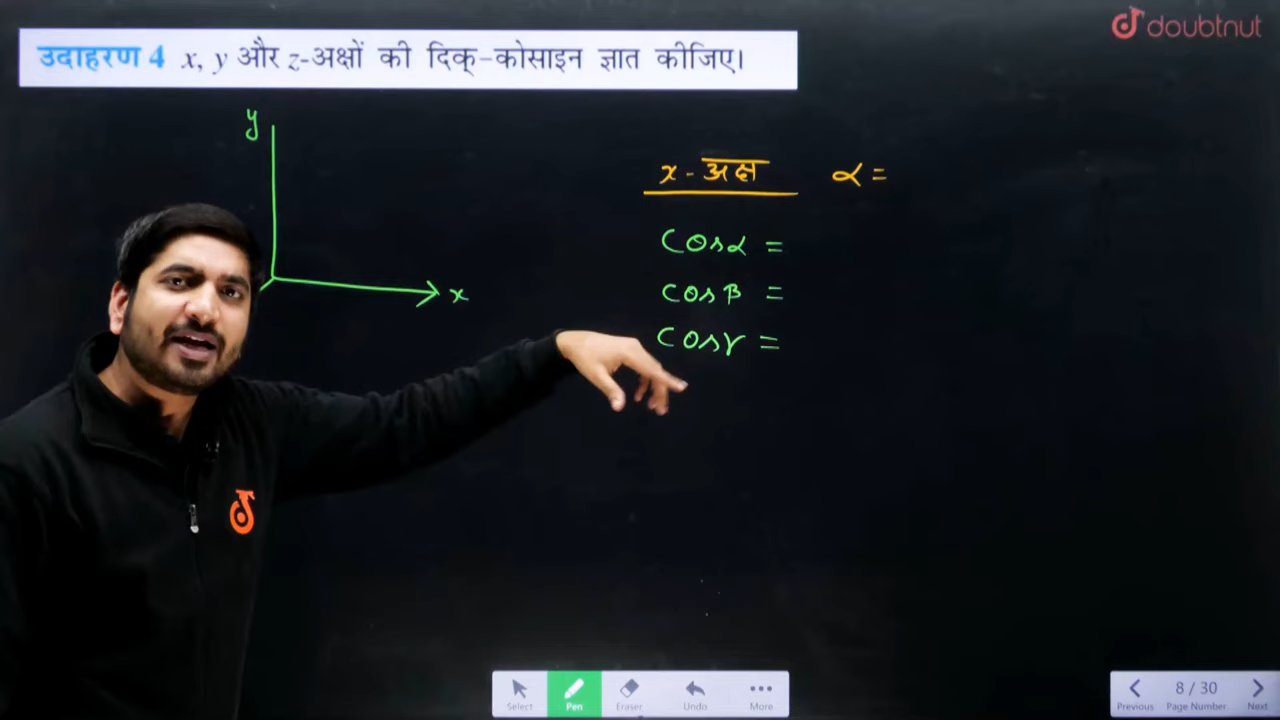 doubtnut
उदाहरण 4 x, y और z-अक्षों की दिक्-कोसाइन ज्ञात कीजिए।
y
x
x - अक्ष α =
cosα =
cosβ =
cosγ =
Select Pen Eraser Undo More
Previous 8 / 30 Page Number Next